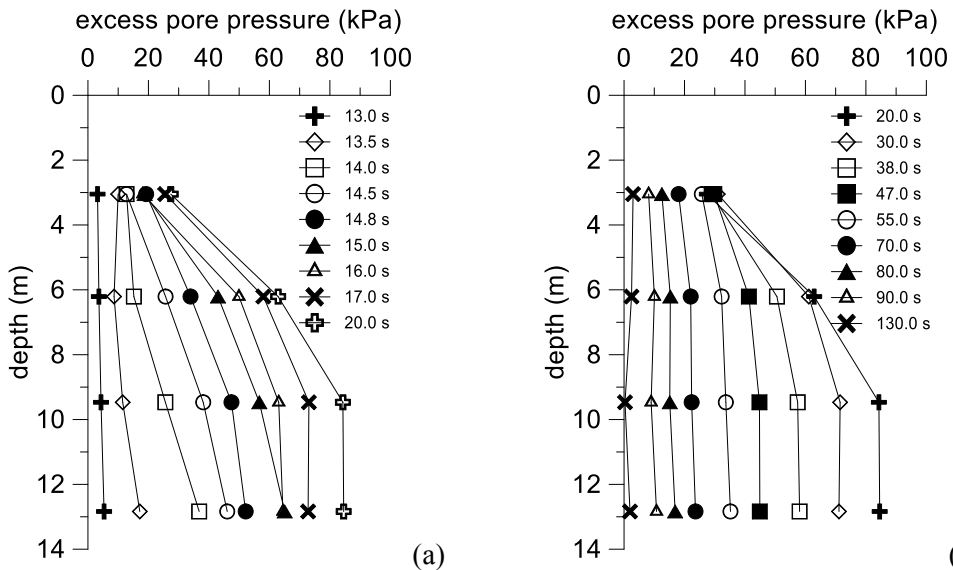 excess pore pressure (kPa)
0 20 40 60 80 100
0
2
4
6
8
10
12
14
depth (m)
13.0 s
13.5 s
14.0 s
14.5 s
14.8 s
15.0 s
16.0 s
17.0 s
20.0 s
(a)
excess pore pressure (kPa)
0 20 40 60 80 100
0
2
4
6
8
10
12
14
depth (m)
20.0 s
30.0 s
38.0 s
47.0 s
55.0 s
70.0 s
80.0 s
90.0 s
130.0 s
(